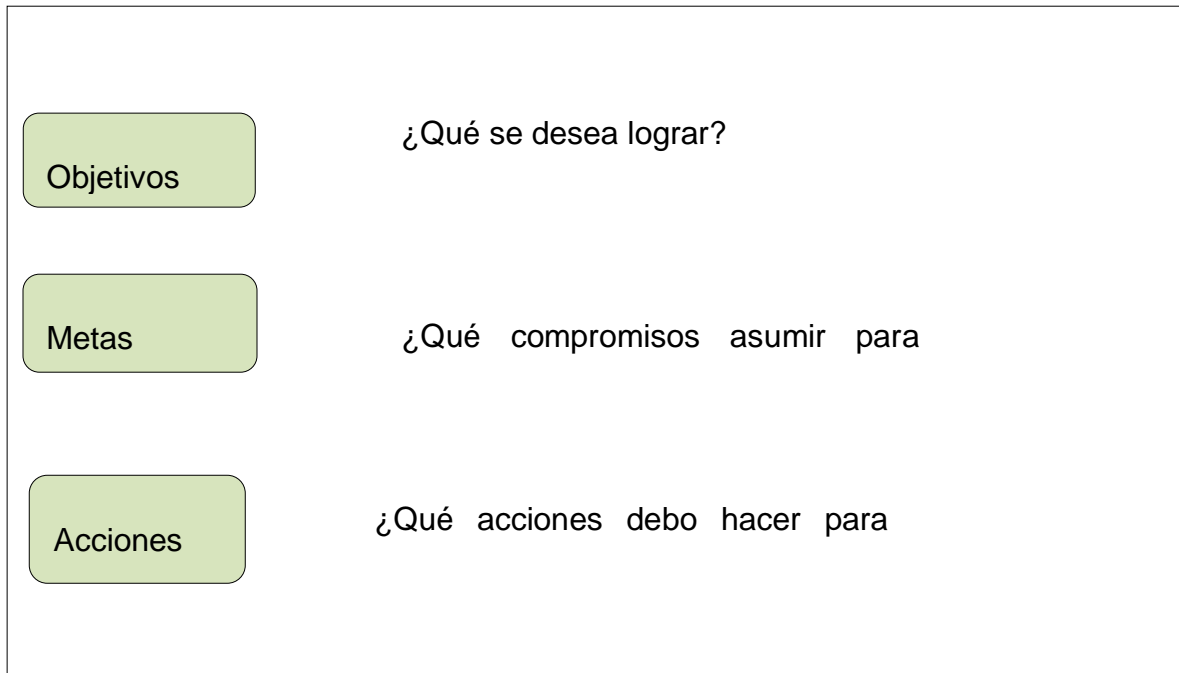 Objetivos
¿Qué se desea lograr?
Metas
¿Qué compromisos asumir para
Acciones
¿Qué acciones debo hacer para